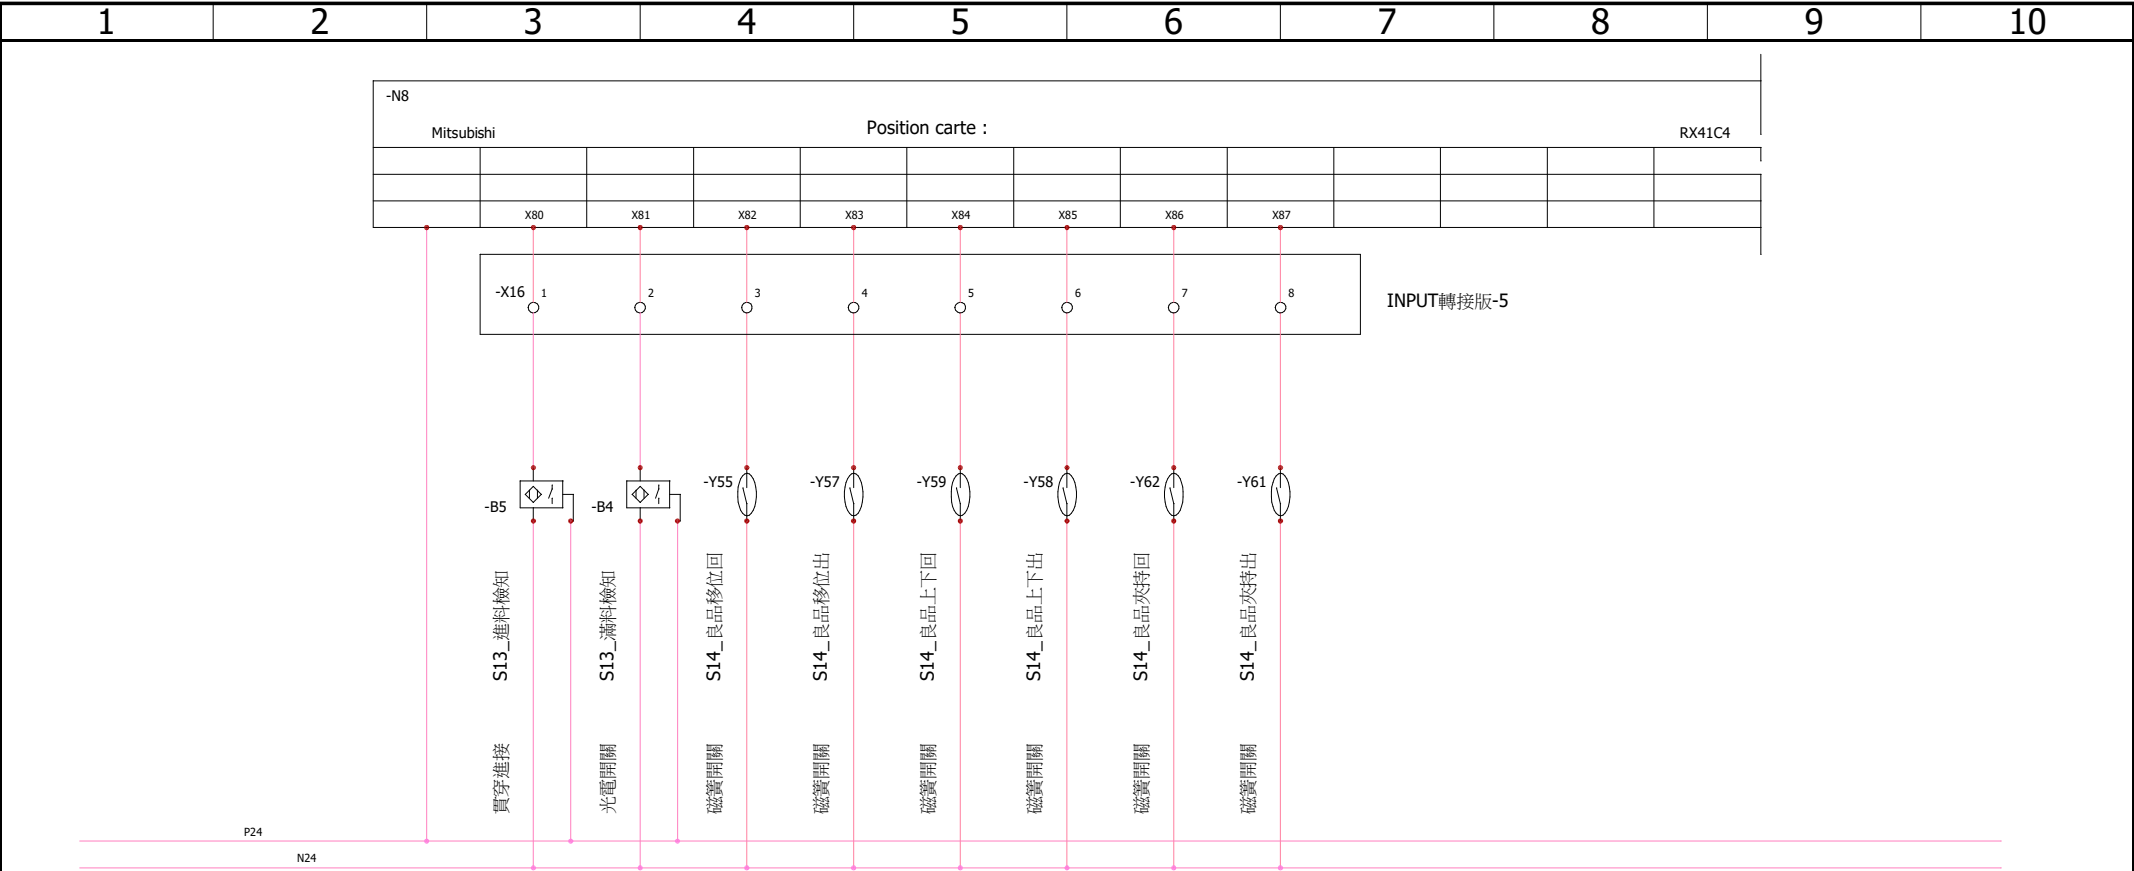 1 2 3 4 5 6 7 8 9 10
-N8
Mitsubishi Position carte : RX41C4
X80 X81 X82 X83 X84 X85 X86 X87
-X16 1 2 3 4 5 6 7 8
INPUT轉接版-5
-B5 -B4 -Y55 -Y57 -Y59 -Y58 -Y62 -Y61
S13_進料檢知
S13_滿料檢知
S14_良品移位回
S14_良品移位出
S14_良品上下回
S14_良品上下出
S14_良品夾持回
S14_良品夾持出
貫穿進接
光電開關
磁簧開關
磁簧開關
磁簧開關
磁簧開關
磁簧開關
磁簧開關
P24
N24